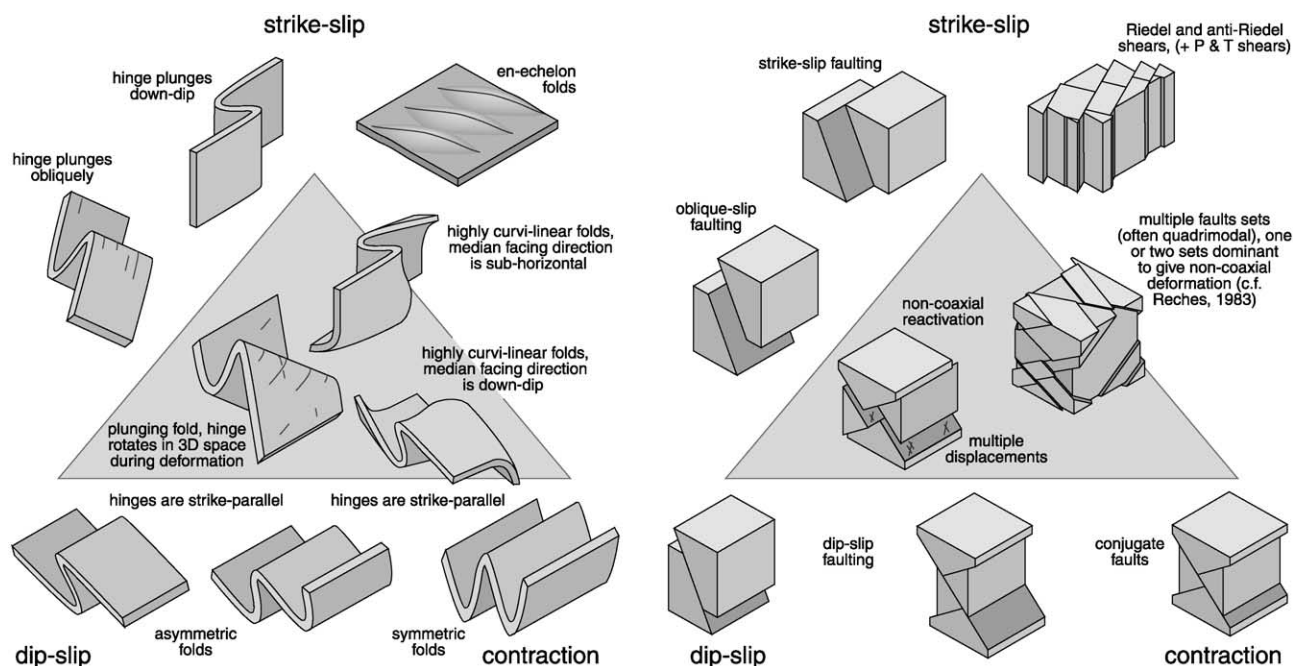 strike-slip
hinge plunges
down-dip
en-echelon
folds
hinge plunges
obliquely
highly curvi-linear folds,
median facing direction
is sub-horizontal
highly curvi-linear folds,
median facing direction
is down-dip
plunging fold, hinge
rotates in 3D space
during deformation
hinges are strike-parallel
hinges are strike-parallel
asymmetric
folds
symmetric
folds
dip-slip
contraction
strike-slip
Riedel and anti-Riedel
shears, (+ P & T shears)
strike-slip faulting
oblique-slip
faulting
multiple faults sets
(often quadrimodal), one
or two sets dominant
to give non-coaxial
deformation (c.f.
Reches, 1983)
non-coaxial
reactivation
multiple
displacements
dip-slip
faulting
conjugate
faults
dip-slip
contraction